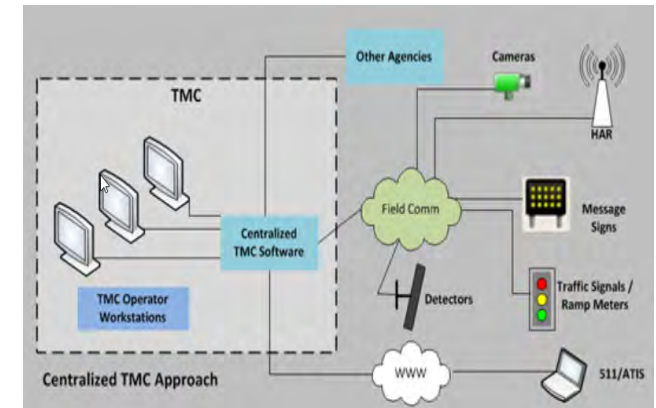 Other Agencies
Cameras
TMC
HAR
Field Comm
Message
Signs
Centralized
TMC Software
TMC Operator
Workstations
Detectors
Traffic Signals /
Ramp Meters
WWW
511/ATIS
Centralized TMC Approach